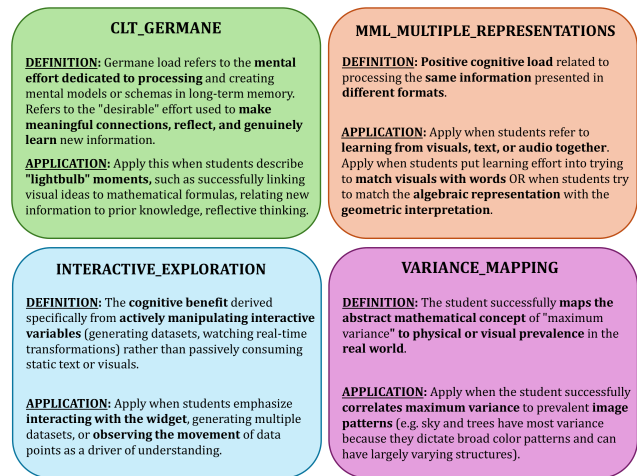 CLT_GERMANE
DEFINITION: Germane load refers to the mental
effort dedicated to processing and creating
mental models or schemas in long-term memory.
Refers to the "desirable" effort used to make
meaningful connections, reflect, and genuinely
learn new information.
APPLICATION: Apply this when students describe
"lightbulb" moments, such as successfully linking
visual ideas to mathematical formulas, relating new
information to prior knowledge, reflective thinking.
MML_MULTIPLE_REPRESENTATIONS
DEFINITION: Positive cognitive load related to
processing the same information presented in
different formats.
APPLICATION: Apply when students refer to
learning from visuals, text, or audio together.
Apply when students put learning effort into trying
to match visuals with words OR when students try
to match the algebraic representation with the
geometric interpretation.
INTERACTIVE_EXPLORATION
DEFINITION: The cognitive benefit derived
specifically from actively manipulating interactive
variables (generating datasets, watching real-time
transformations) rather than passively consuming
static text or visuals.
APPLICATION: Apply when students emphasize
interacting with the widget, generating multiple
datasets, or observing the movement of data
points as a driver of understanding.
VARIANCE_MAPPING
DEFINITION: The student successfully maps the
abstract mathematical concept of "maximum
variance" to physical or visual prevalence in the
real world.
APPLICATION: Apply when the student successfully
correlates maximum variance to prevalent image
patterns (e.g. sky and trees have most variance
because they dictate broad color patterns and can
have largely varying structures).